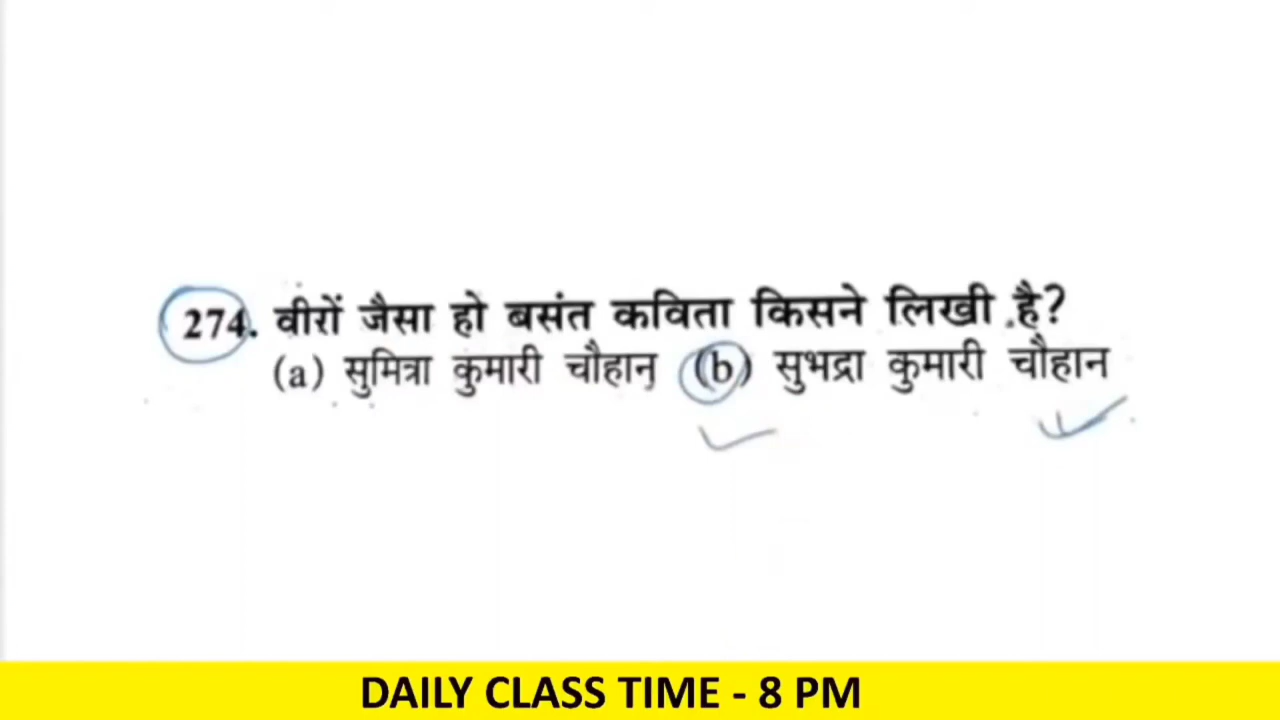 274. वीरों जैसा हो बसंत कविता किसने लिखी है?
(a) सुमित्रा कुमारी चौहान (b) सुभद्रा कुमारी चौहान
DAILY CLASS TIME - 8 PM